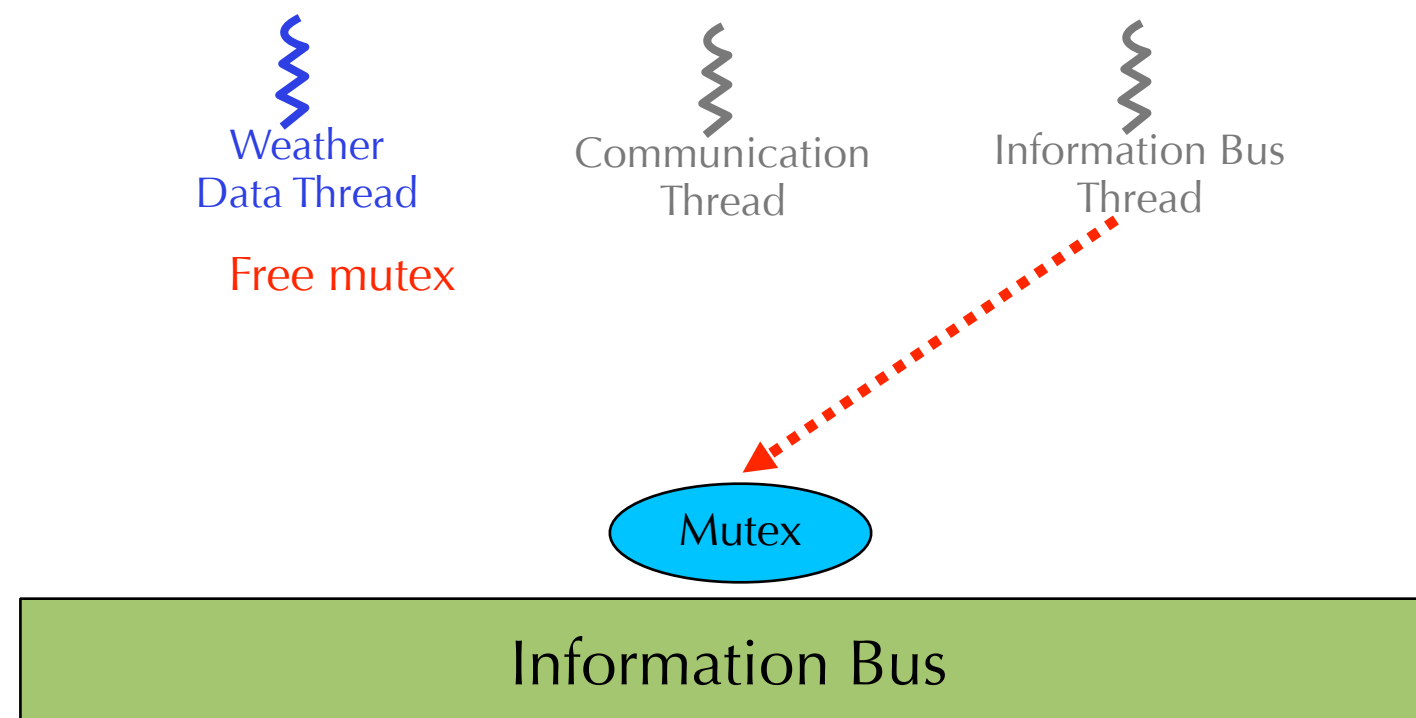 Weather
Data Thread
Communication
Thread
Information Bus
Thread
Free mutex
Mutex
Information Bus